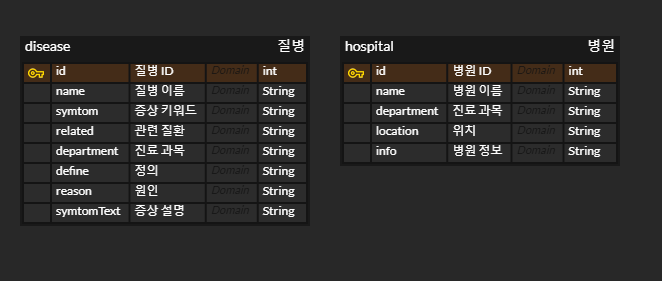 disease 질병
id 질병 ID Domain int
name 질병 이름 Domain String
symtom 증상 키워드 Domain String
related 관련 질환 Domain String
department 진료 과목 Domain String
define 정의 Domain String
reason 원인 Domain String
symtomText 증상 설명 Domain String
hospital 병원
id 병원 ID Domain int
name 병원 이름 Domain String
department 진료 과목 Domain String
location 위치 Domain String
info 병원 정보 Domain String